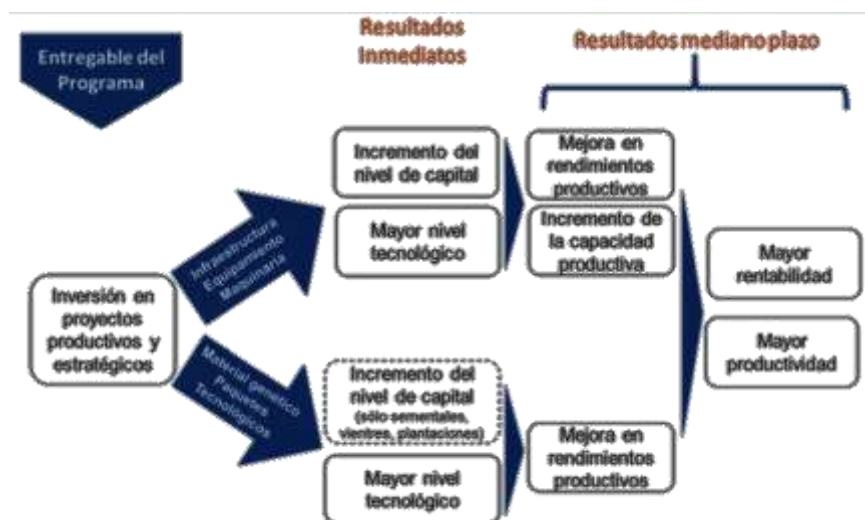 Entregable del
Programa
Resultados
Inmediatos
Resultados mediano plazo
Inversión en
proyectos
productivos y
estratégicos
Infraestructura
Equipamiento
Maquinaria
Material genético
Paquetes
Tecnológicos
Incremento del
nivel de capital
Mayor nivel
tecnológico
Incremento del
nivel de capital
(sólo sementales,
vientres, plantaciones)
Mayor nivel
tecnológico
Mejora en
rendimientos
productivos
Incremento de
la capacidad
productiva
Mejora en
rendimientos
productivos
Mayor
rentabilidad
Mayor
productividad